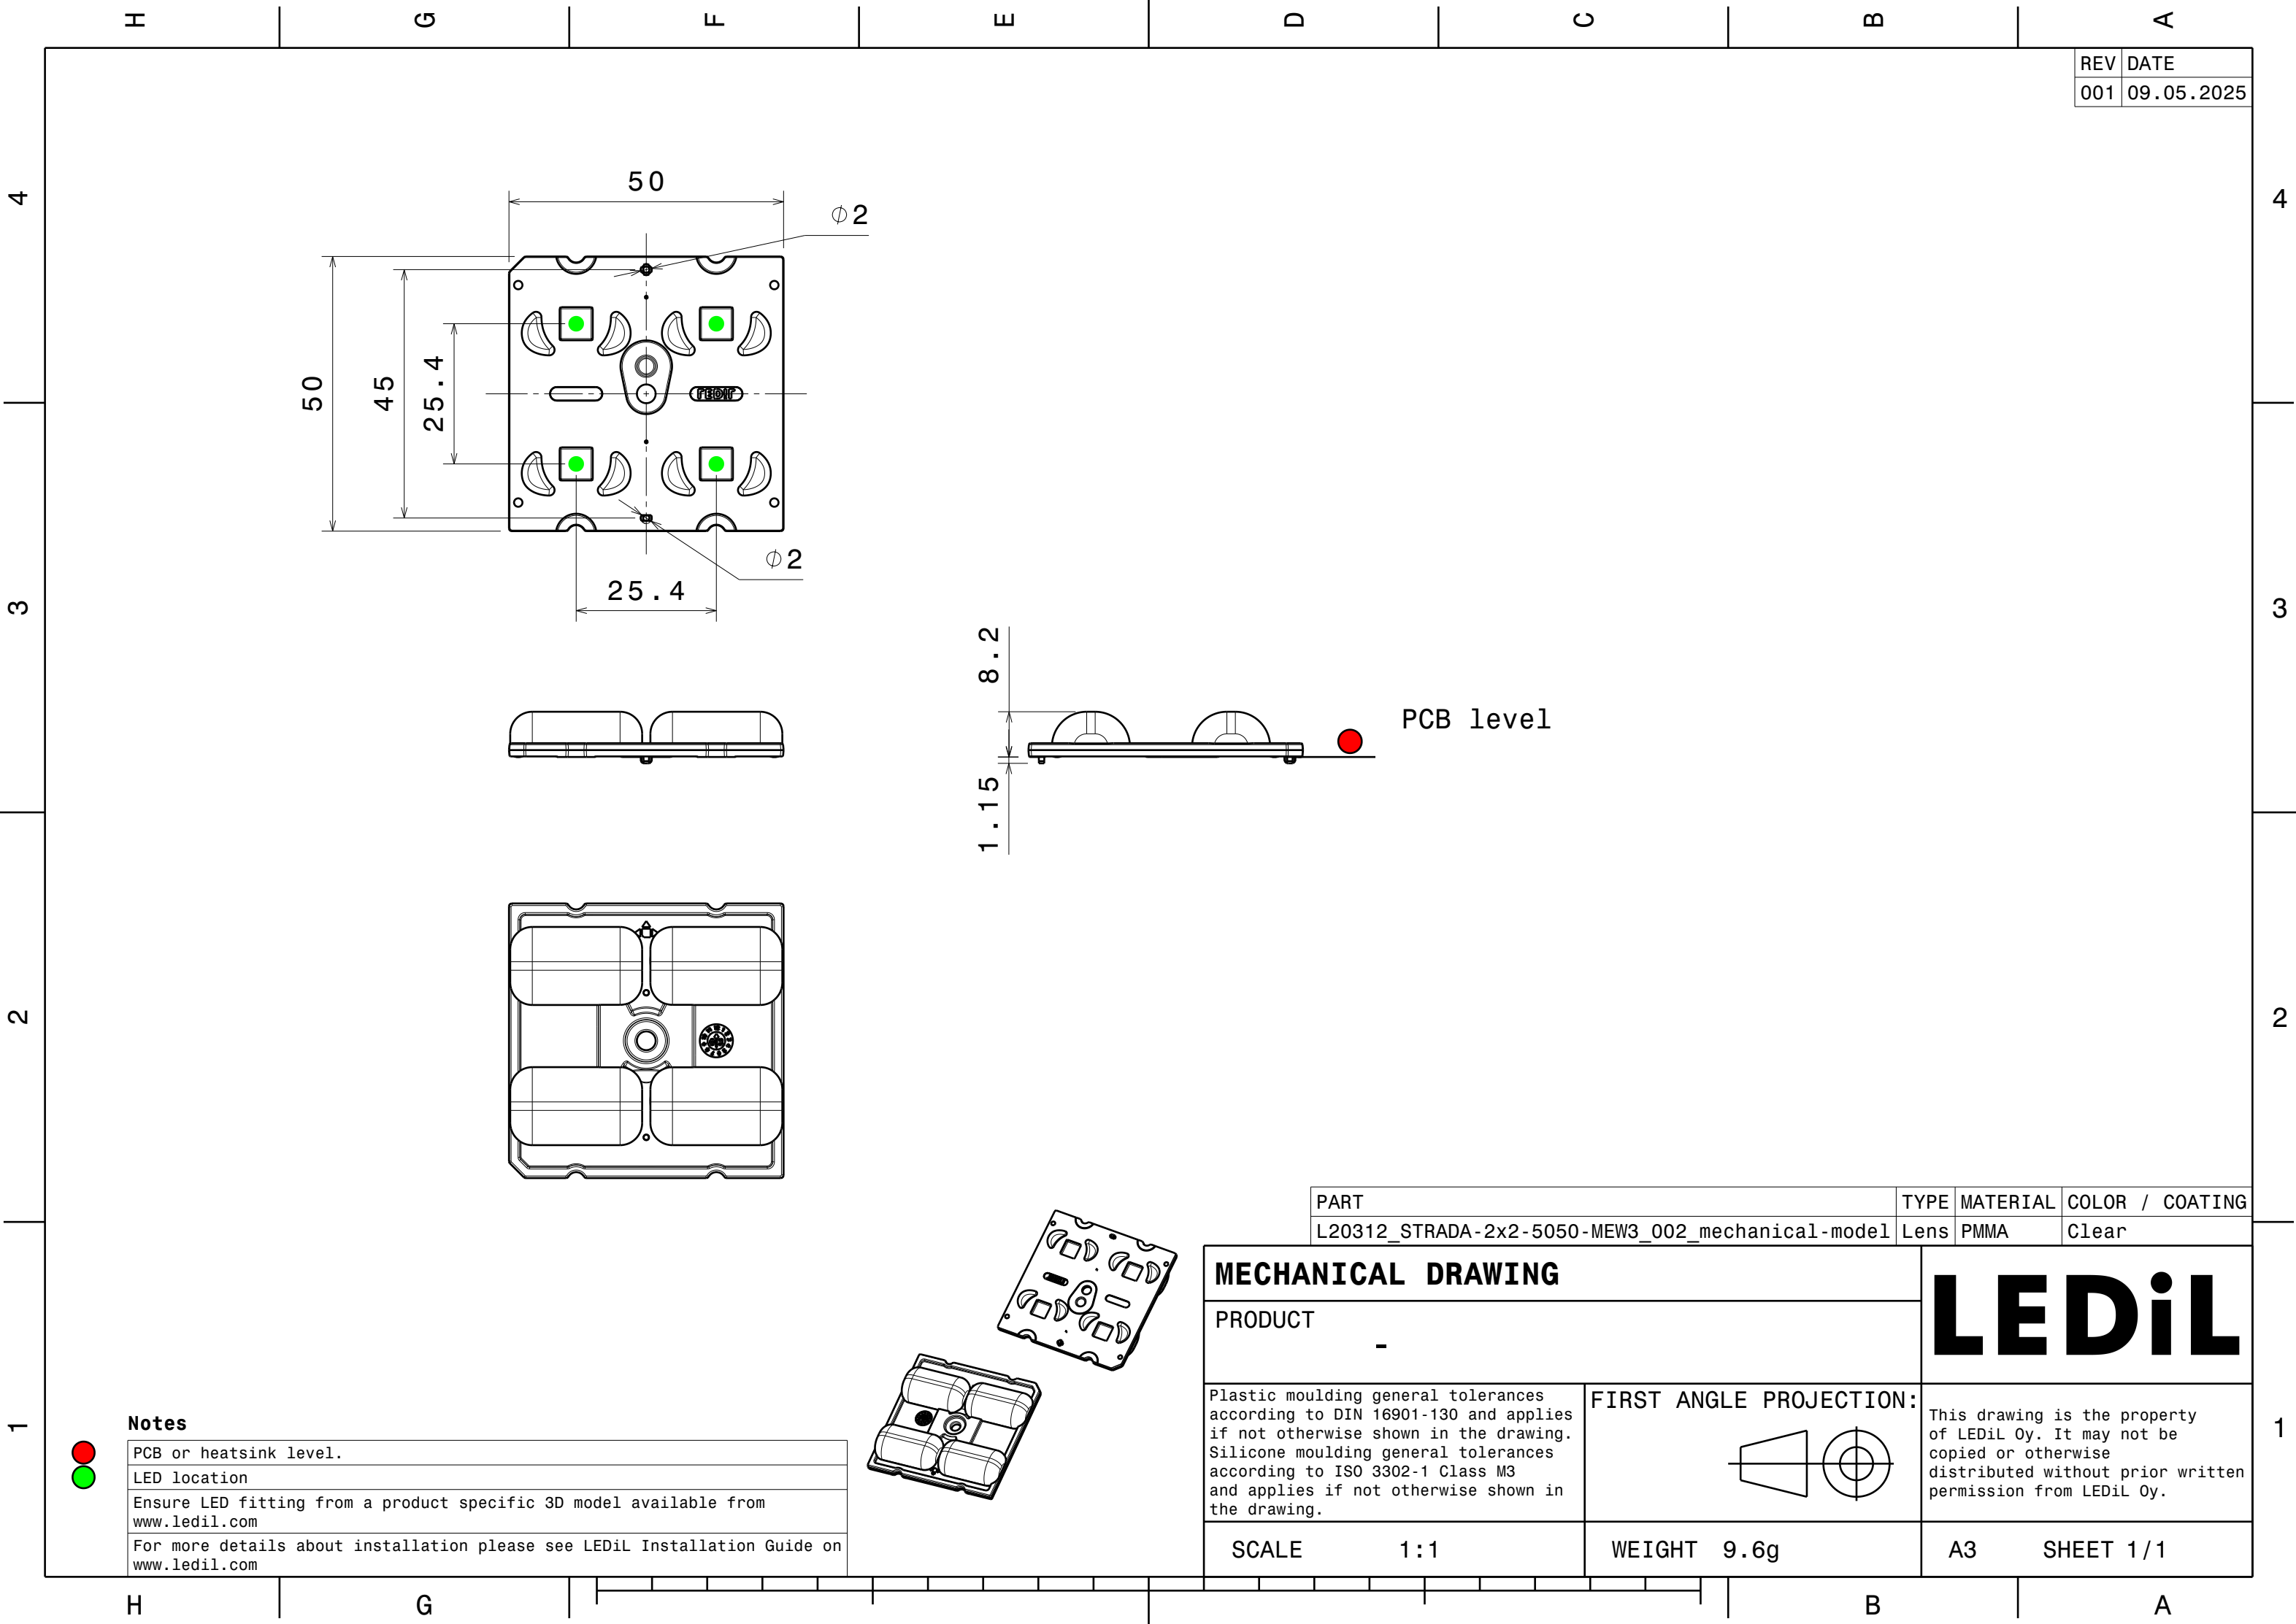 H G F E D C B A
REV DATE
001 09.05.2025
4
4
50
⌀2
50
45
25.4
LEDiL
⌀2
25.4
3
3
8.2
PCB level
1.15
2
2
PART TYPE MATERIAL COLOR / COATING
L20312_STRADA-2x2-5050-MEW3_002_mechanical-model Lens PMMA Clear
MECHANICAL DRAWING
LEDiL
PRODUCT
-
Plastic moulding general tolerances
according to DIN 16901-130 and applies
if not otherwise shown in the drawing.
Silicone moulding general tolerances
according to ISO 3302-1 Class M3
and applies if not otherwise shown in
the drawing.
FIRST ANGLE PROJECTION:
This drawing is the property
of LEDiL Oy. It may not be
copied or otherwise
distributed without prior written
permission from LEDiL Oy.
1
1
Notes
PCB or heatsink level.
LED location
Ensure LED fitting from a product specific 3D model available from
www.ledil.com
For more details about installation please see LEDiL Installation Guide on
www.ledil.com
SCALE 1:1
WEIGHT 9.6g
A3 SHEET 1/1
H G B A